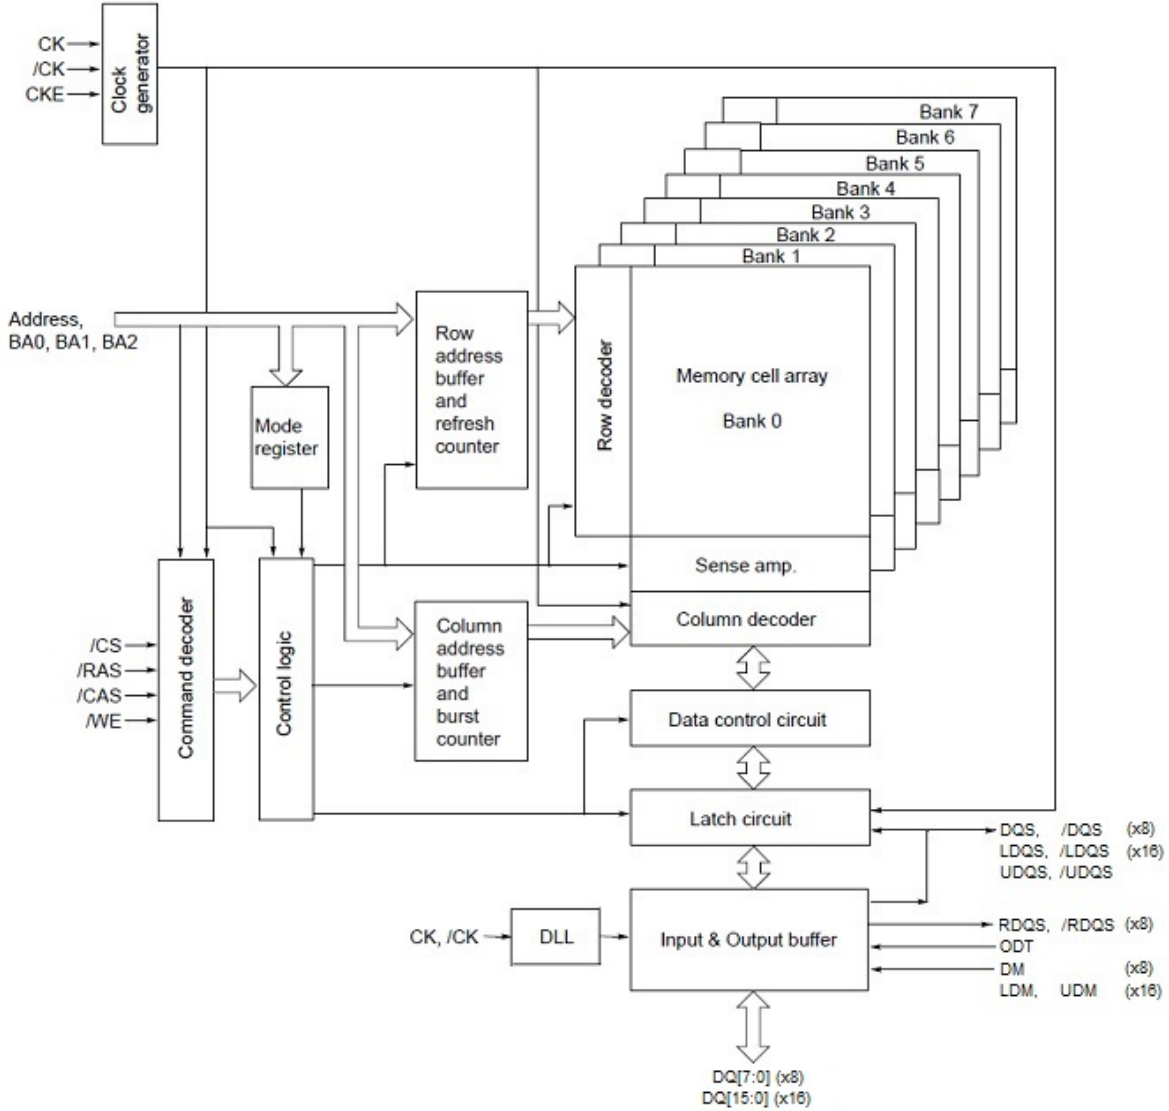 CK
/CK
CKE
Clock
generator
Bank 7
Bank 6
Bank 5
Bank 4
Bank 3
Bank 2
Bank 1
Address,
BA0, BA1, BA2
Row
address
buffer
and
refresh
counter
Row decoder
Memory cell array
Bank 0
Mode
register
Sense amp.
Column decoder
/CS
/RAS
/CAS
/WE
Command decoder
Control logic
Column
address
buffer
and
burst
counter
Data control circuit
Latch circuit
DQS, /DQS (x8)
LDQS, /LDQS (x16)
UDQS, /UDQS
CK, /CK
DLL
Input & Output buffer
RDQS, /RDQS (x8)
ODT
DM (x8)
LDM, UDM (x16)
DQ[7:0] (x8)
DQ[15:0] (x16)